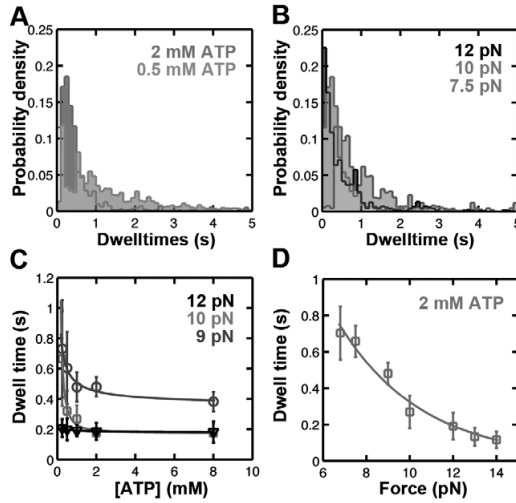 A
Probability density
0.25
0.2
0.15
0.1
0.05
0
2 mM ATP
0.5 mM ATP
0 1 2 3 4 5
Dwelltimes (s)
B
Probability density
0.25
0.2
0.15
0.1
0.05
0
12 pN
10 pN
7.5 pN
0 1 2 3 4 5
Dwelltime (s)
C
Dwell time (s)
1.2
1
0.8
0.6
0.4
0.2
0
12 pN
10 pN
9 pN
0 2 4 6 8 10
[ATP] (mM)
D
Dwell time (s)
1
0.8
0.6
0.4
0.2
0
2 mM ATP
6 8 10 12 14
Force (pN)